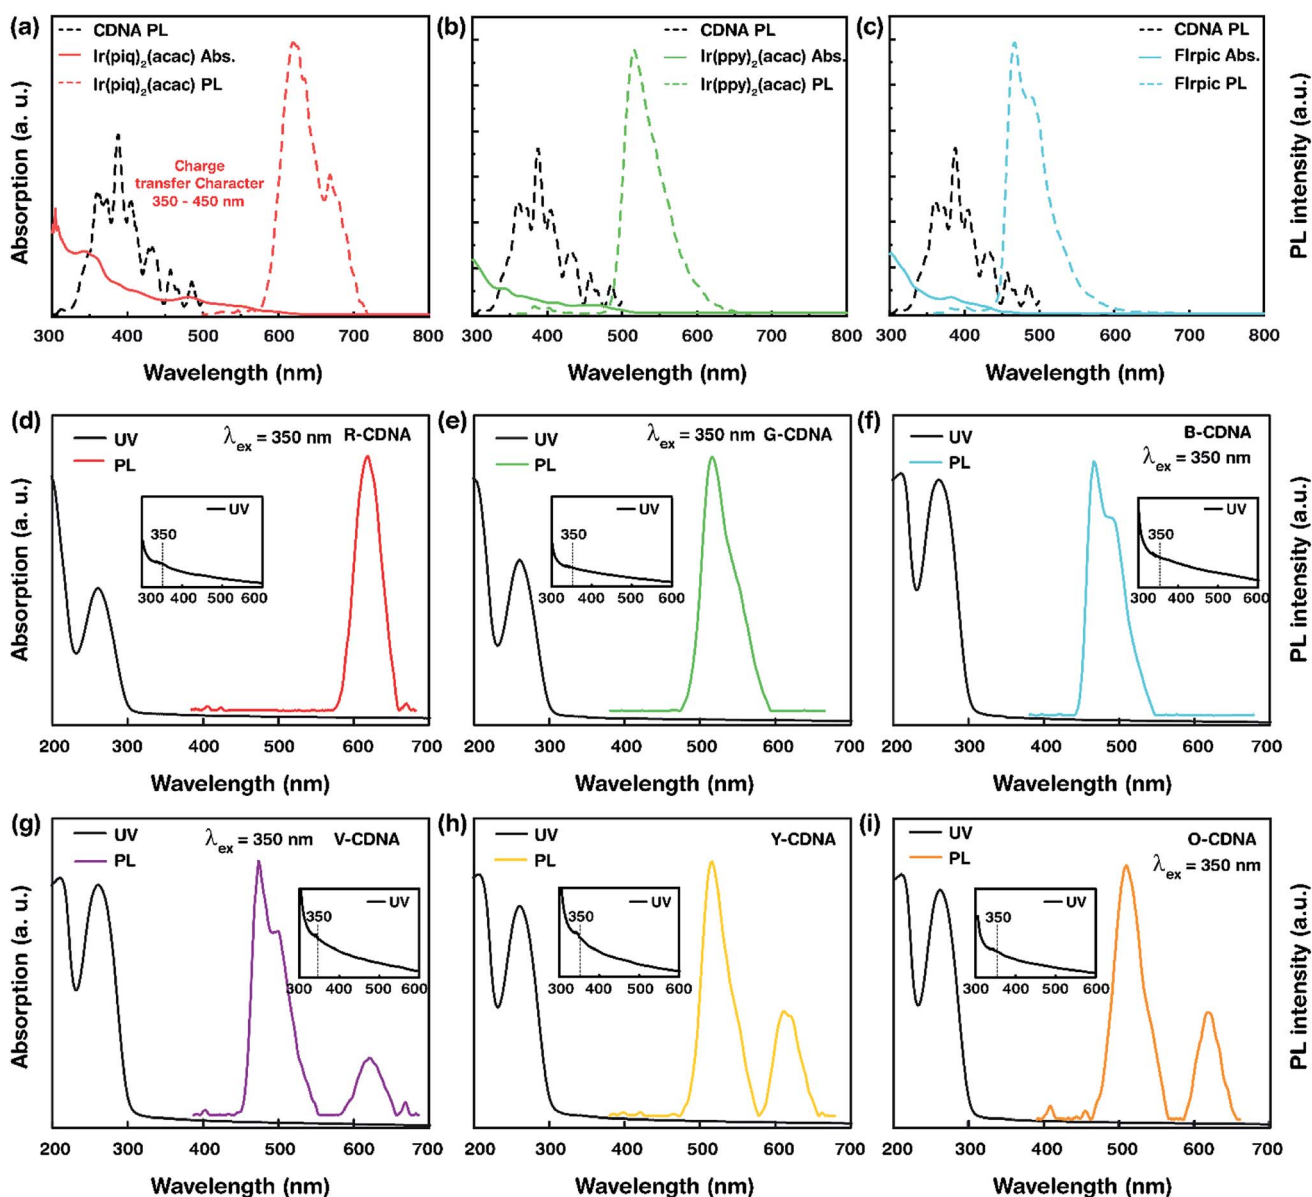 (a)
CDNA PL
Ir(piq)₂(acac) Abs.
Ir(piq)₂(acac) PL
Charge
transfer Character
350 - 450 nm
Absorption (a. u.)
300 400 500 600 700 800
Wavelength (nm)
(b)
CDNA PL
Ir(ppy)₂(acac) Abs.
Ir(ppy)₂(acac) PL
300 400 500 600 700 800
Wavelength (nm)
(c)
CDNA PL
FIrpic Abs.
FIrpic PL
300 400 500 600 700 800
Wavelength (nm)
PL intensity (a.u.)
(d)
UV
PL
λex = 350 nm R-CDNA
UV
350
300 400 500 600
Absorption (a. u.)
200 300 400 500 600 700
Wavelength (nm)
(e)
UV
PL
λex = 350 nm G-CDNA
UV
350
300 400 500 600
200 300 400 500 600 700
Wavelength (nm)
(f)
UV
PL
B-CDNA
λex = 350 nm
UV
350
300 400 500 600
200 300 400 500 600 700
Wavelength (nm)
PL intensity (a.u.)
(g)
UV
PL
λex = 350 nm V-CDNA
UV
350
300 400 500 600
Absorption (a. u.)
200 300 400 500 600 700
Wavelength (nm)
(h)
UV
PL
Y-CDNA
UV
350
300 400 500 600
200 300 400 500 600 700
Wavelength (nm)
(i)
UV
PL
O-CDNA
λex = 350 nm
UV
350
300 400 500 600
200 300 400 500 600 700
Wavelength (nm)
PL intensity (a.u.)